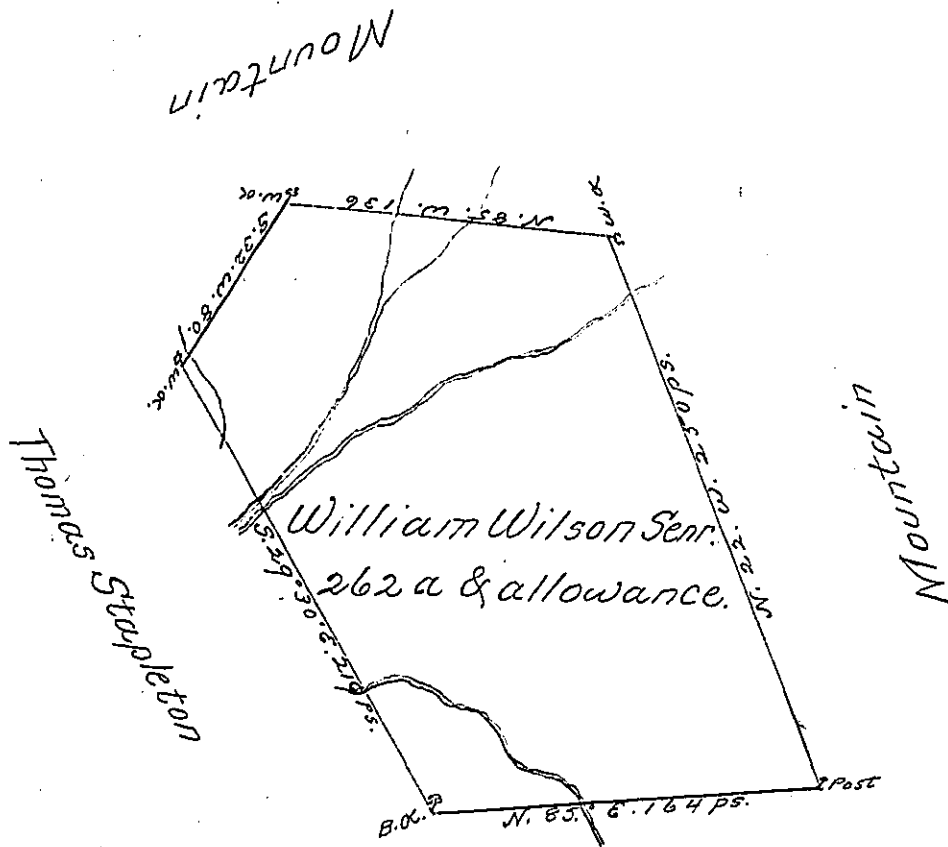 Mountain
w.o.
N. 85. W. 136
w.o.
S. 32. W. 80.
w.o.
N. 22. W. 230 ps.
Mountain
Thomas Stapleton
William Wilson Senr.
262 a & allowance.
S. 29.° 30. E. 210 ps.
Post
B.O.
N. 85.° E. 164 ps.